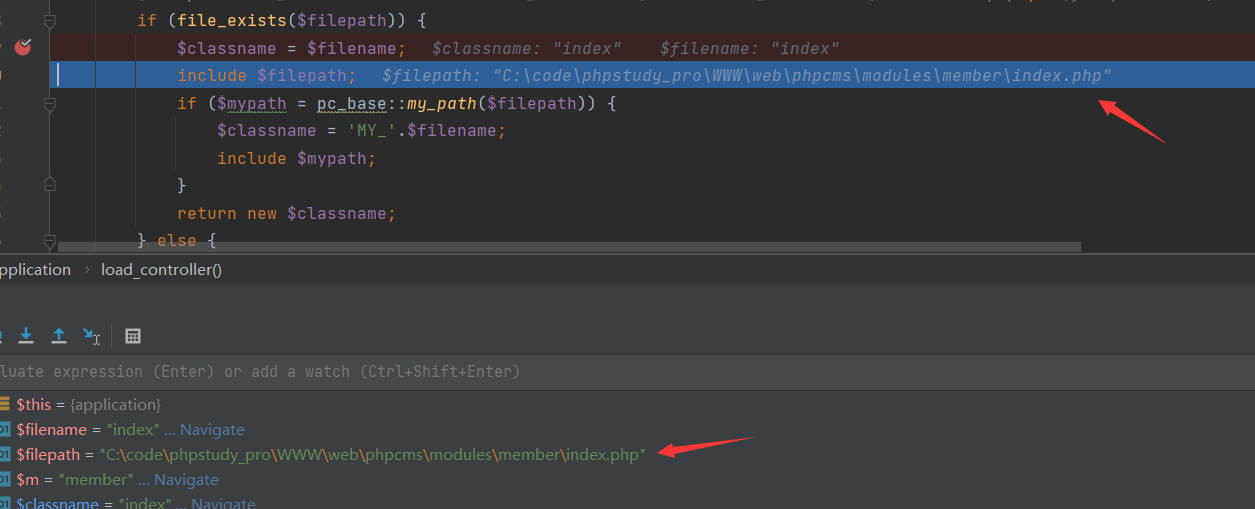 if (file_exists($filepath)) {
$classname = $filename; $classname: "index" $filename: "index"
include $filepath; $filepath: "C:\code\phpstudy_pro\WWW\web\phpcms\modules\member\index.php"
if ($mypath = pc_base::my_path($filepath)) {
$classname = 'MY_'.$filename;
include $mypath;
}
return new $classname;
} else {
pplication › load_controller()
luate expression (Enter) or add a watch (Ctrl+Shift+Enter)
$this = {application}
$filename = "index" ... Navigate
$filepath = "C:\code\phpstudy_pro\WWW\web\phpcms\modules\member\index.php"
$m = "member" ... Navigate
$classname = "index" ... Navigate